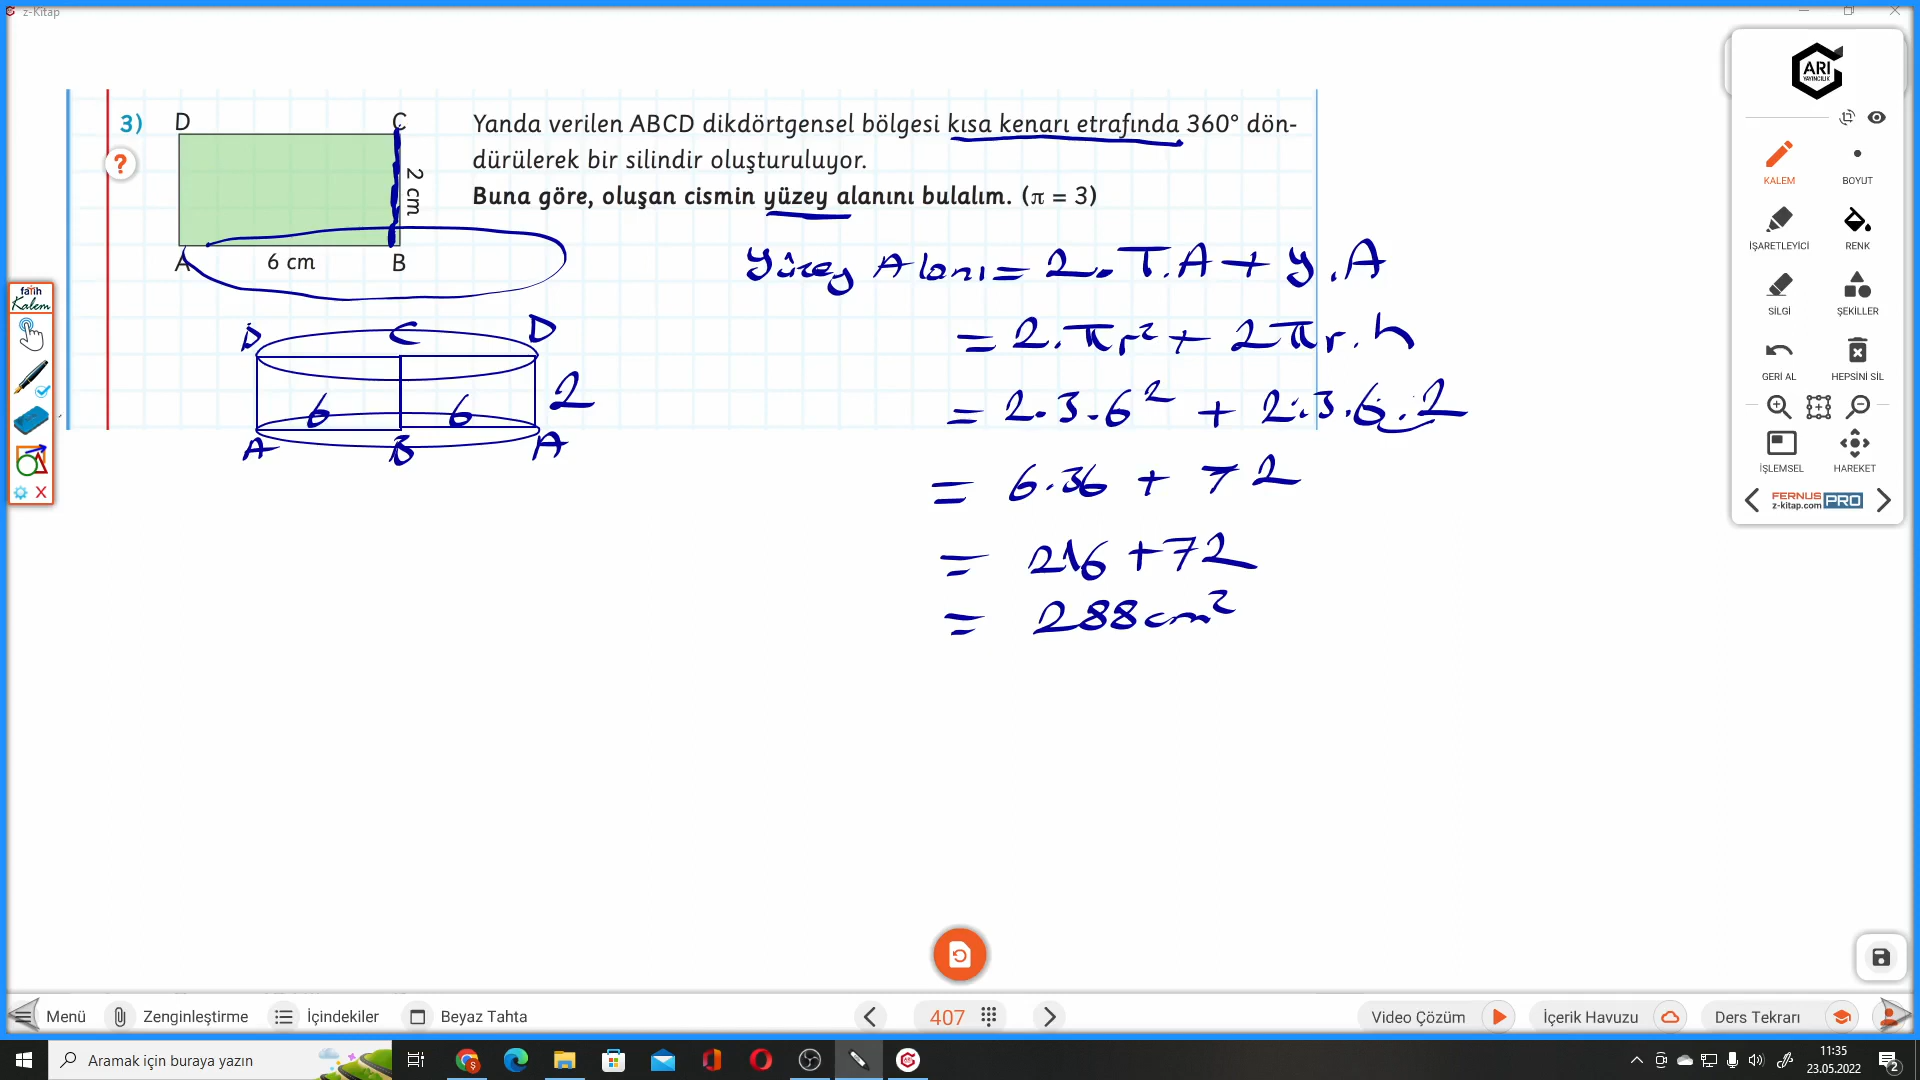 z-Kitap
3)
D C
Yanda verilen ABCD dikdörtgensel bölgesi kısa kenarı etrafında 360° dön-
dürülerek bir silindir oluşturuluyor.
Buna göre, oluşan cismin yüzey alanını bulalım. (π = 3)
2 cm
?
A 6 cm B
Yüzey Alanı = 2. T.A + y.A
= 2.πr² + 2πr.h
= 2.3.6² + 2.3.6.2
= 6.36 + 72
= 216 + 72
= 288 cm²
D C D
6 6 2
A B A
fatih
Kalem
X
ARI
YAYINCILIK
KALEM BOYUT
İŞARETLEYİCİ RENK
SİLGİ ŞEKİLLER
GERİ AL HEPSİNİ SİL
İŞLEMSEL HAREKET
FERNUS PRO
z-kitap.com
Menü Zenginleştirme İçindekiler Beyaz Tahta 407 Video Çözüm İçerik Havuzu Ders Tekrarı
Aramak için buraya yazın
11:35
23.05.2022
2